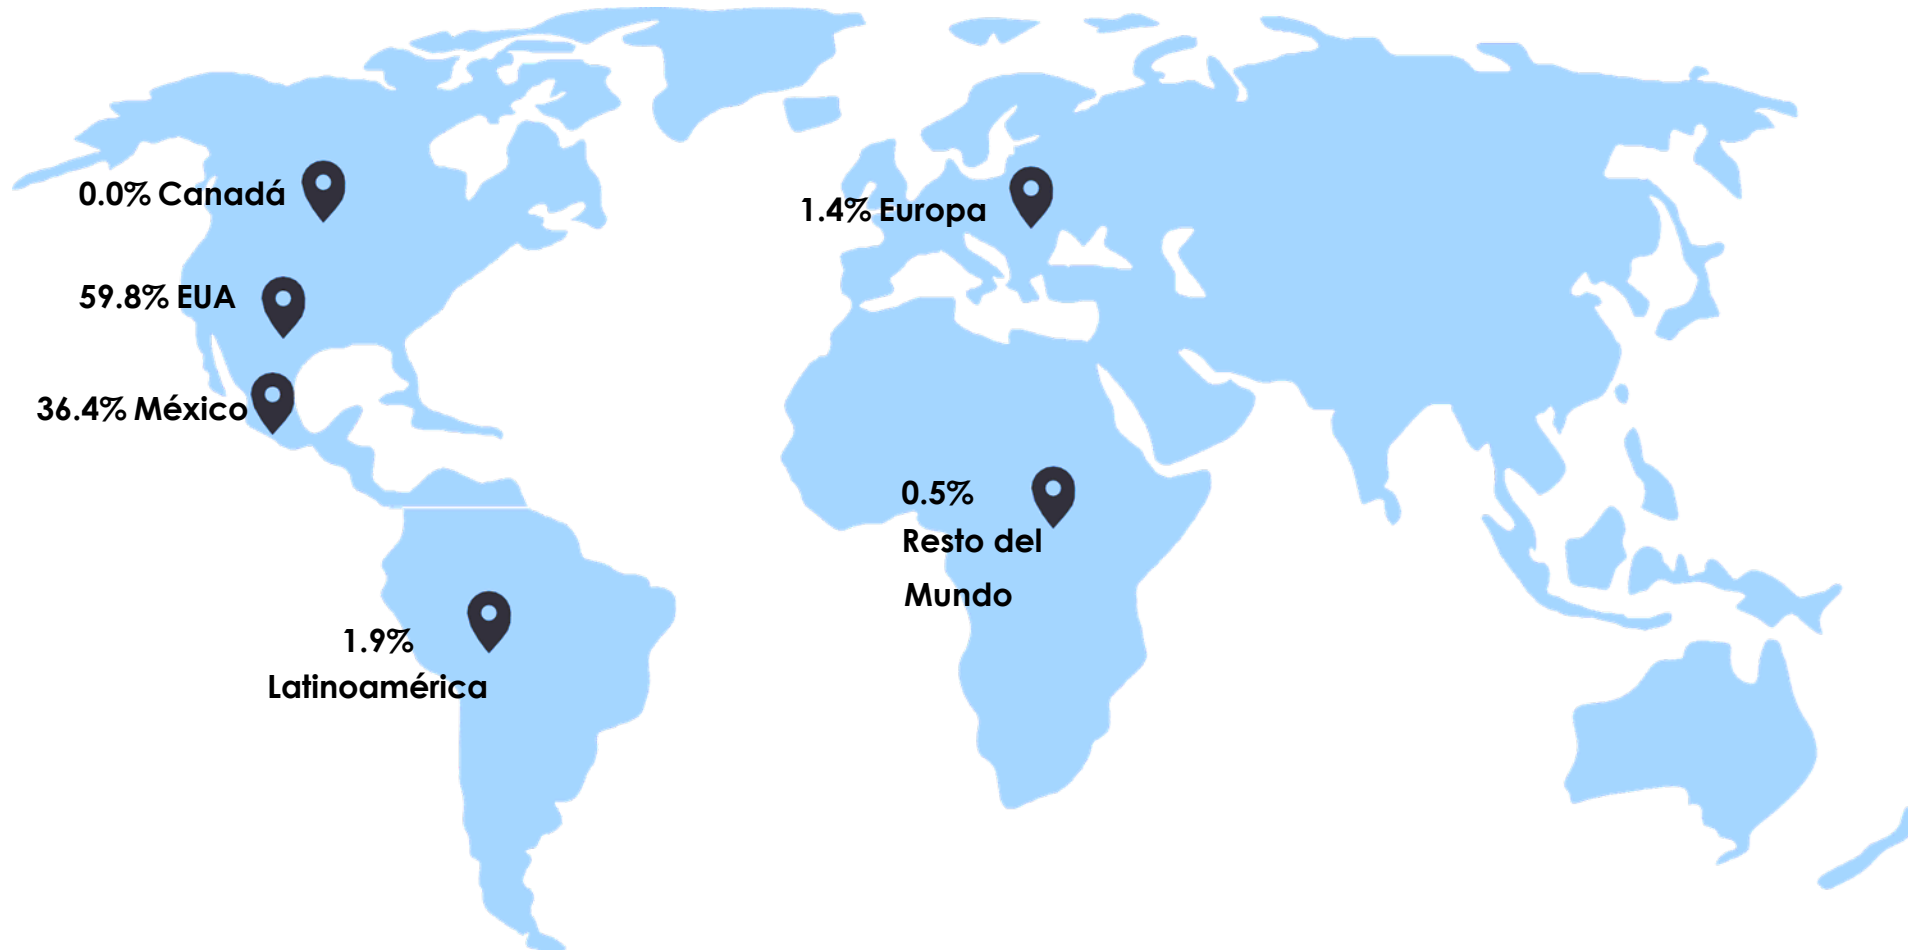 0.0% Canadá
1.4% Europa
59.8% EUA
36.4% México
0.5%
Resto del
Mundo
1.9%
Latinoamérica